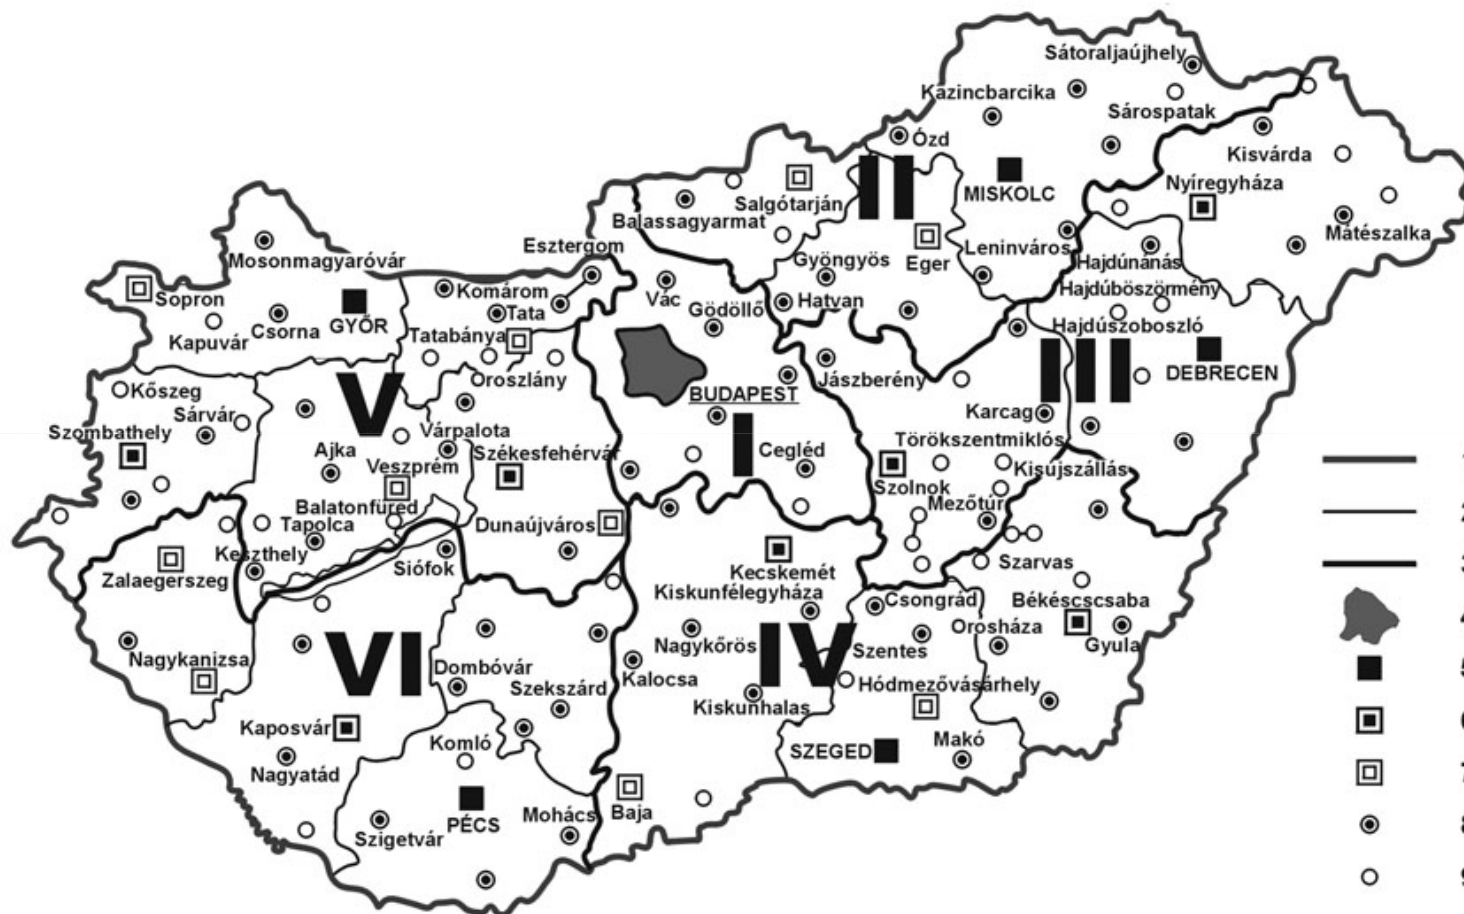 Sátoraljaújhely
Kazincbarcika
Sárospatak
Ózd
Kisvárda
MISKOLC
Nyíregyháza
II
Salgótarján
Balassagyarmat
Mátészalka
Esztergom
Eger
Leninváros
Mosonmagyaróvár
Gyöngyös
Hajdúnánás
Sopron
Komárom
Vác
Hatvan
Hajdúböszörmény
GYŐR
Tata
Gödöllő
Kapuvár
Csorna
Tatabánya
Hajdúszoboszló
DEBRECEN
III
Oroszlány
Jászberény
Kőszeg
BUDAPEST
V
Sárvár
Karcag
Szombathely
Várpalota
I
Törökszentmiklós
Ajka
Székesfehérvár
Cegléd
Veszprém
Kisújszállás
Szolnok
Balatonfüred
Mezőtúr
Tapolca
Dunaújváros
Keszthely
Siófok
Szarvas
Zalaegerszeg
Kecskemét
Kiskunfélegyháza
Csongrád
Békéscscsaba
Orosháza
Gyula
VI
Nagykanizsa
Nagykőrös
IV
Szentes
Dombóvár
Kalocsa
Hódmezővásárhely
Szekszárd
Kiskunhalas
Kaposvár
Komló
SZEGED
Makó
Nagyatád
Szigetvár
PÉCS
Mohács
Baja